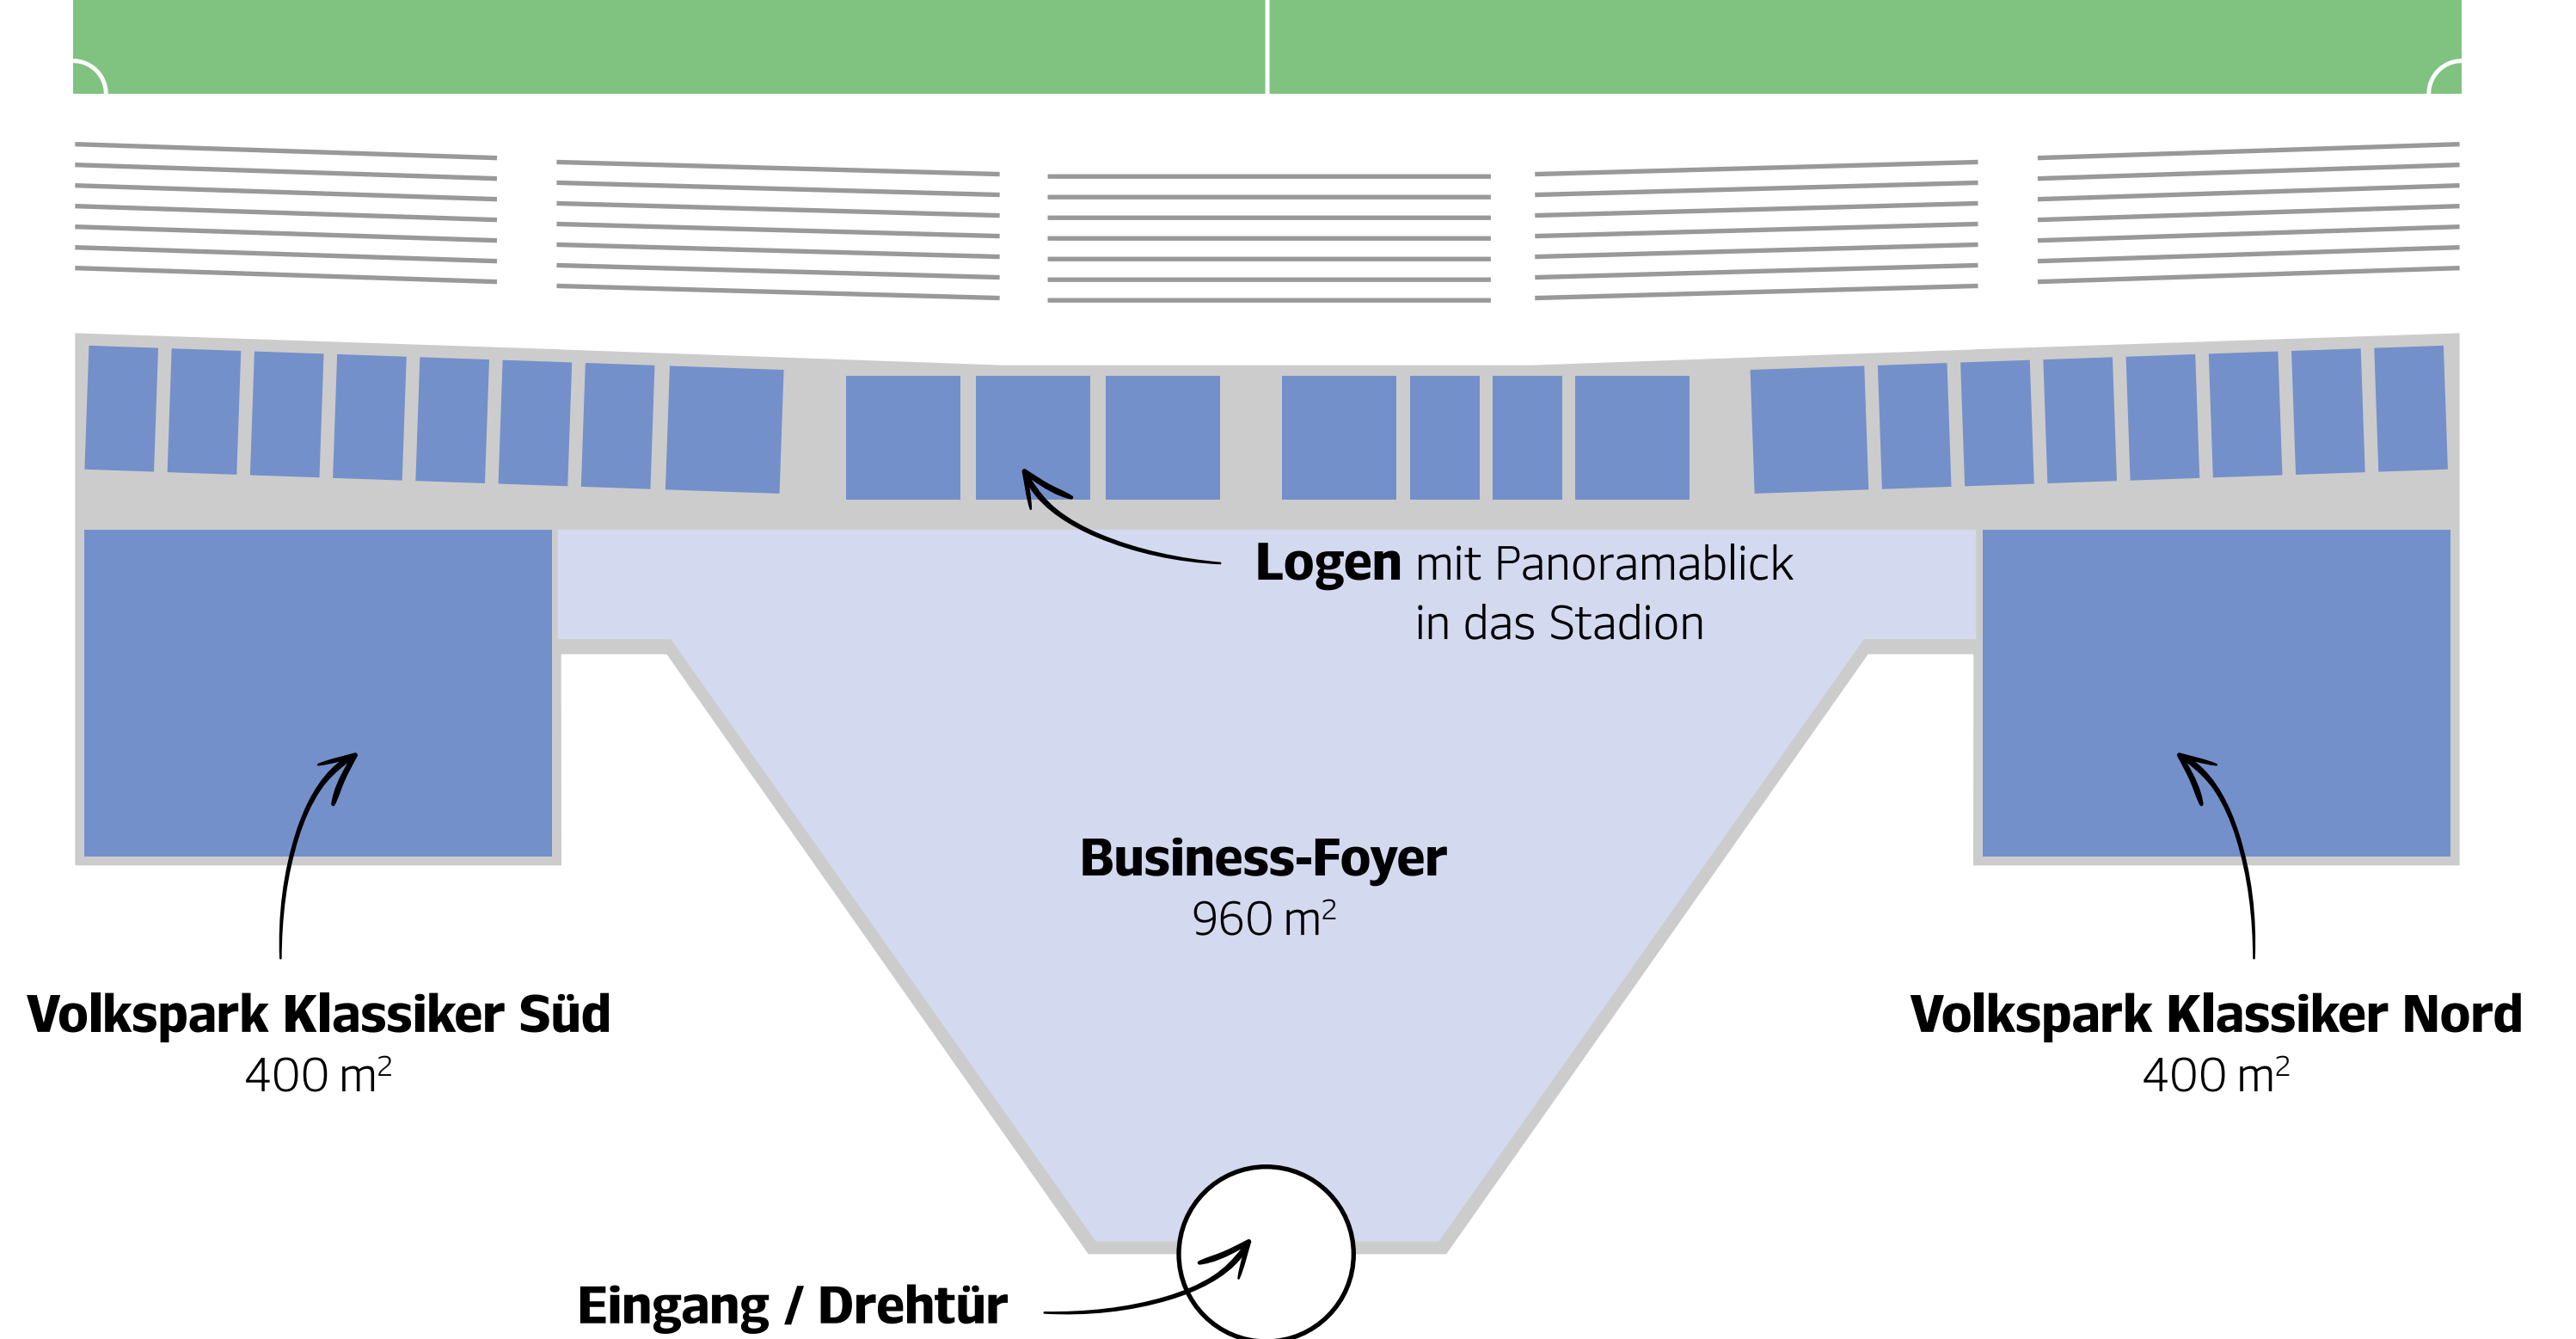 Logen mit Panoramablick
in das Stadion
Business-Foyer
960 m²
Volkspark Klassiker Süd
400 m²
Volkspark Klassiker Nord
400 m²
Eingang / Drehtür